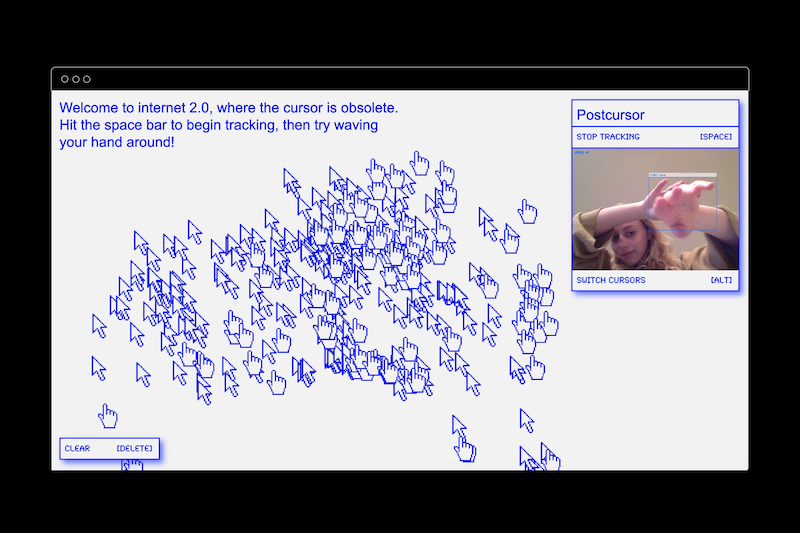 Welcome to internet 2.0, where the cursor is obsolete.
Hit the space bar to begin tracking, then try waving
your hand around!
Postcursor
STOP TRACKING [SPACE]
SWITCH CURSORS [ALT]
CLEAR [DELETE]